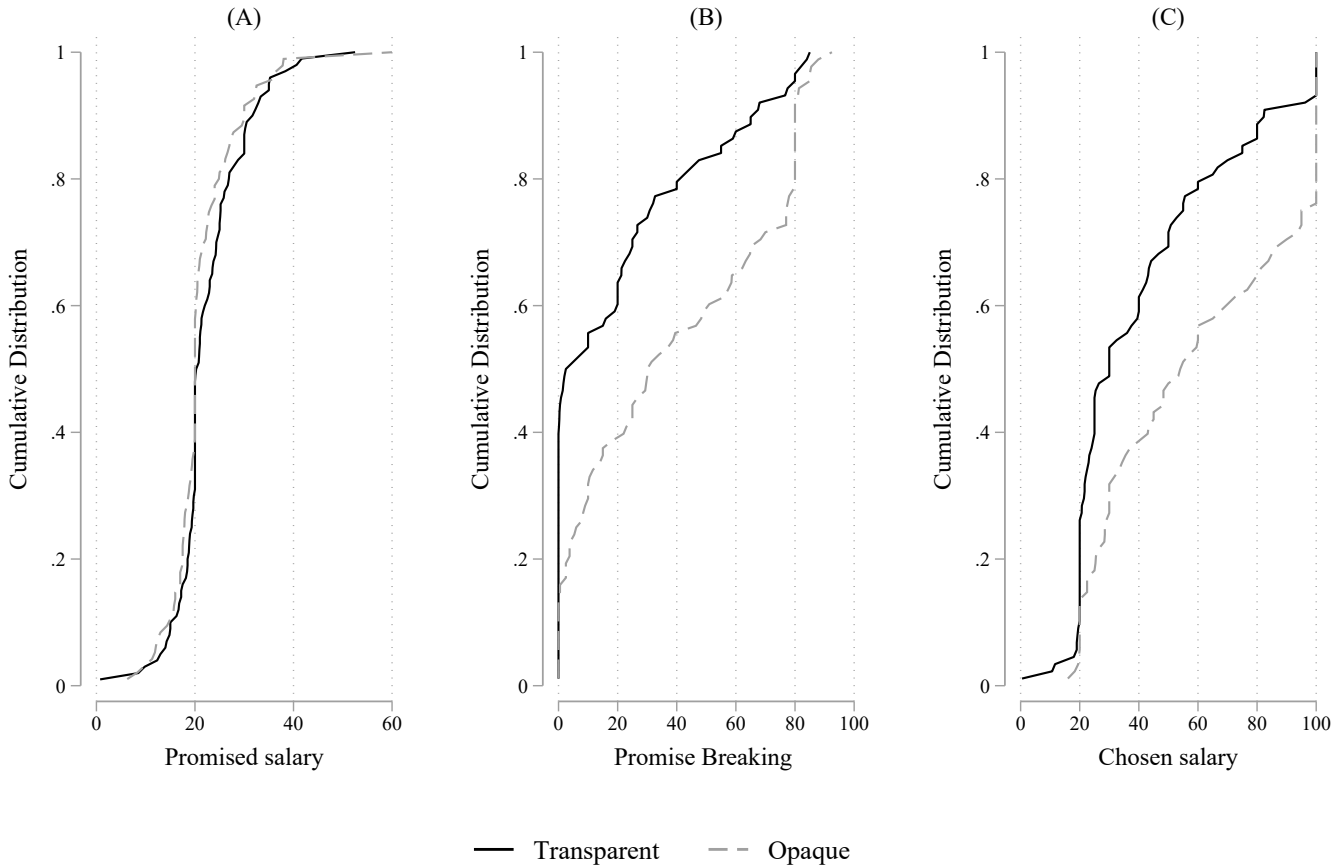 (A)
Cumulative Distribution
1
.8
.6
.4
.2
0
0 20 40 60
Promised salary
(B)
Cumulative Distribution
1
.8
.6
.4
.2
0
0 20 40 60 80 100
Promise Breaking
(C)
Cumulative Distribution
1
.8
.6
.4
.2
0
0 20 40 60 80 100
Chosen salary
Transparent Opaque